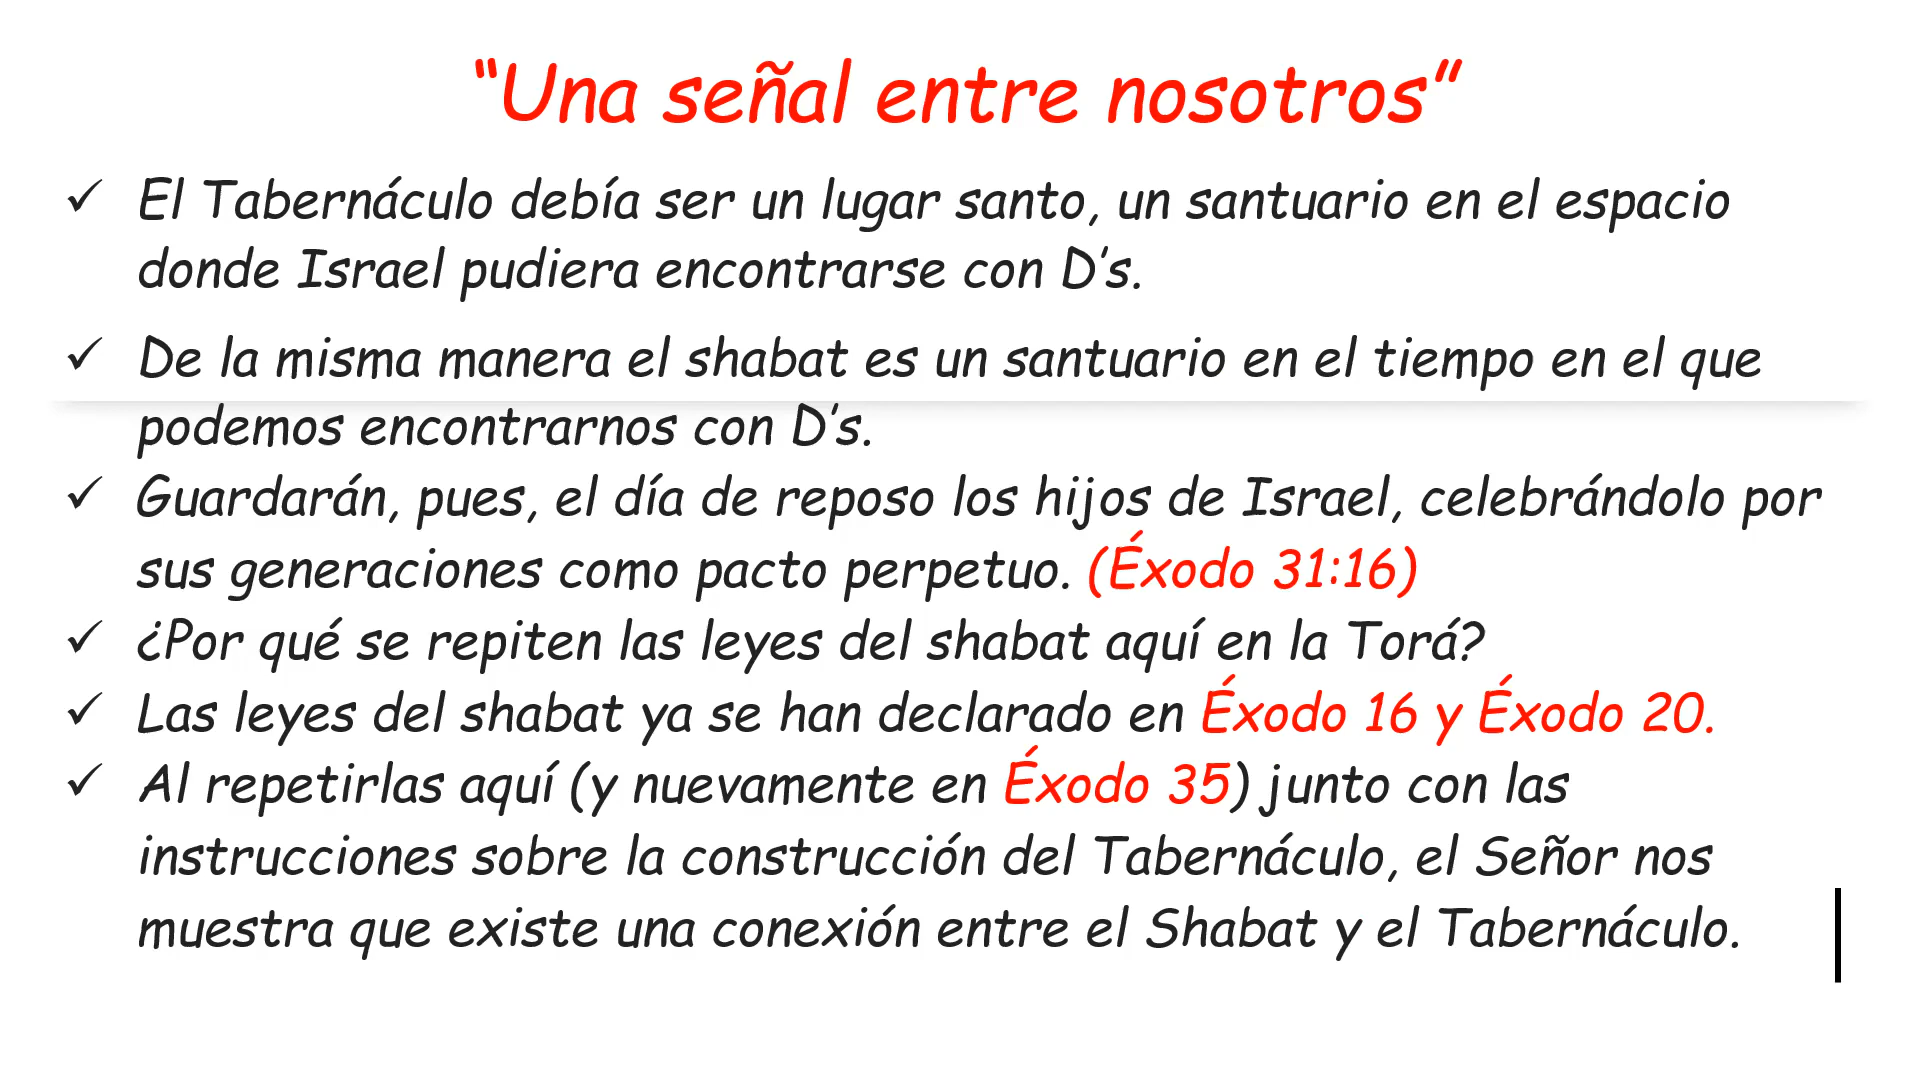 “Una señal entre nosotros”
✓ El Tabernáculo debía ser un lugar santo, un santuario en el espacio
donde Israel pudiera encontrarse con D’s.
✓ De la misma manera el shabat es un santuario en el tiempo en el que
podemos encontrarnos con D’s.
✓ Guardarán, pues, el día de reposo los hijos de Israel, celebrándolo por
sus generaciones como pacto perpetuo. (Éxodo 31:16)
✓ ¿Por qué se repiten las leyes del shabat aquí en la Torá?
✓ Las leyes del shabat ya se han declarado en Éxodo 16 y Éxodo 20.
✓ Al repetirlas aquí (y nuevamente en Éxodo 35) junto con las
instrucciones sobre la construcción del Tabernáculo, el Señor nos
muestra que existe una conexión entre el Shabat y el Tabernáculo.